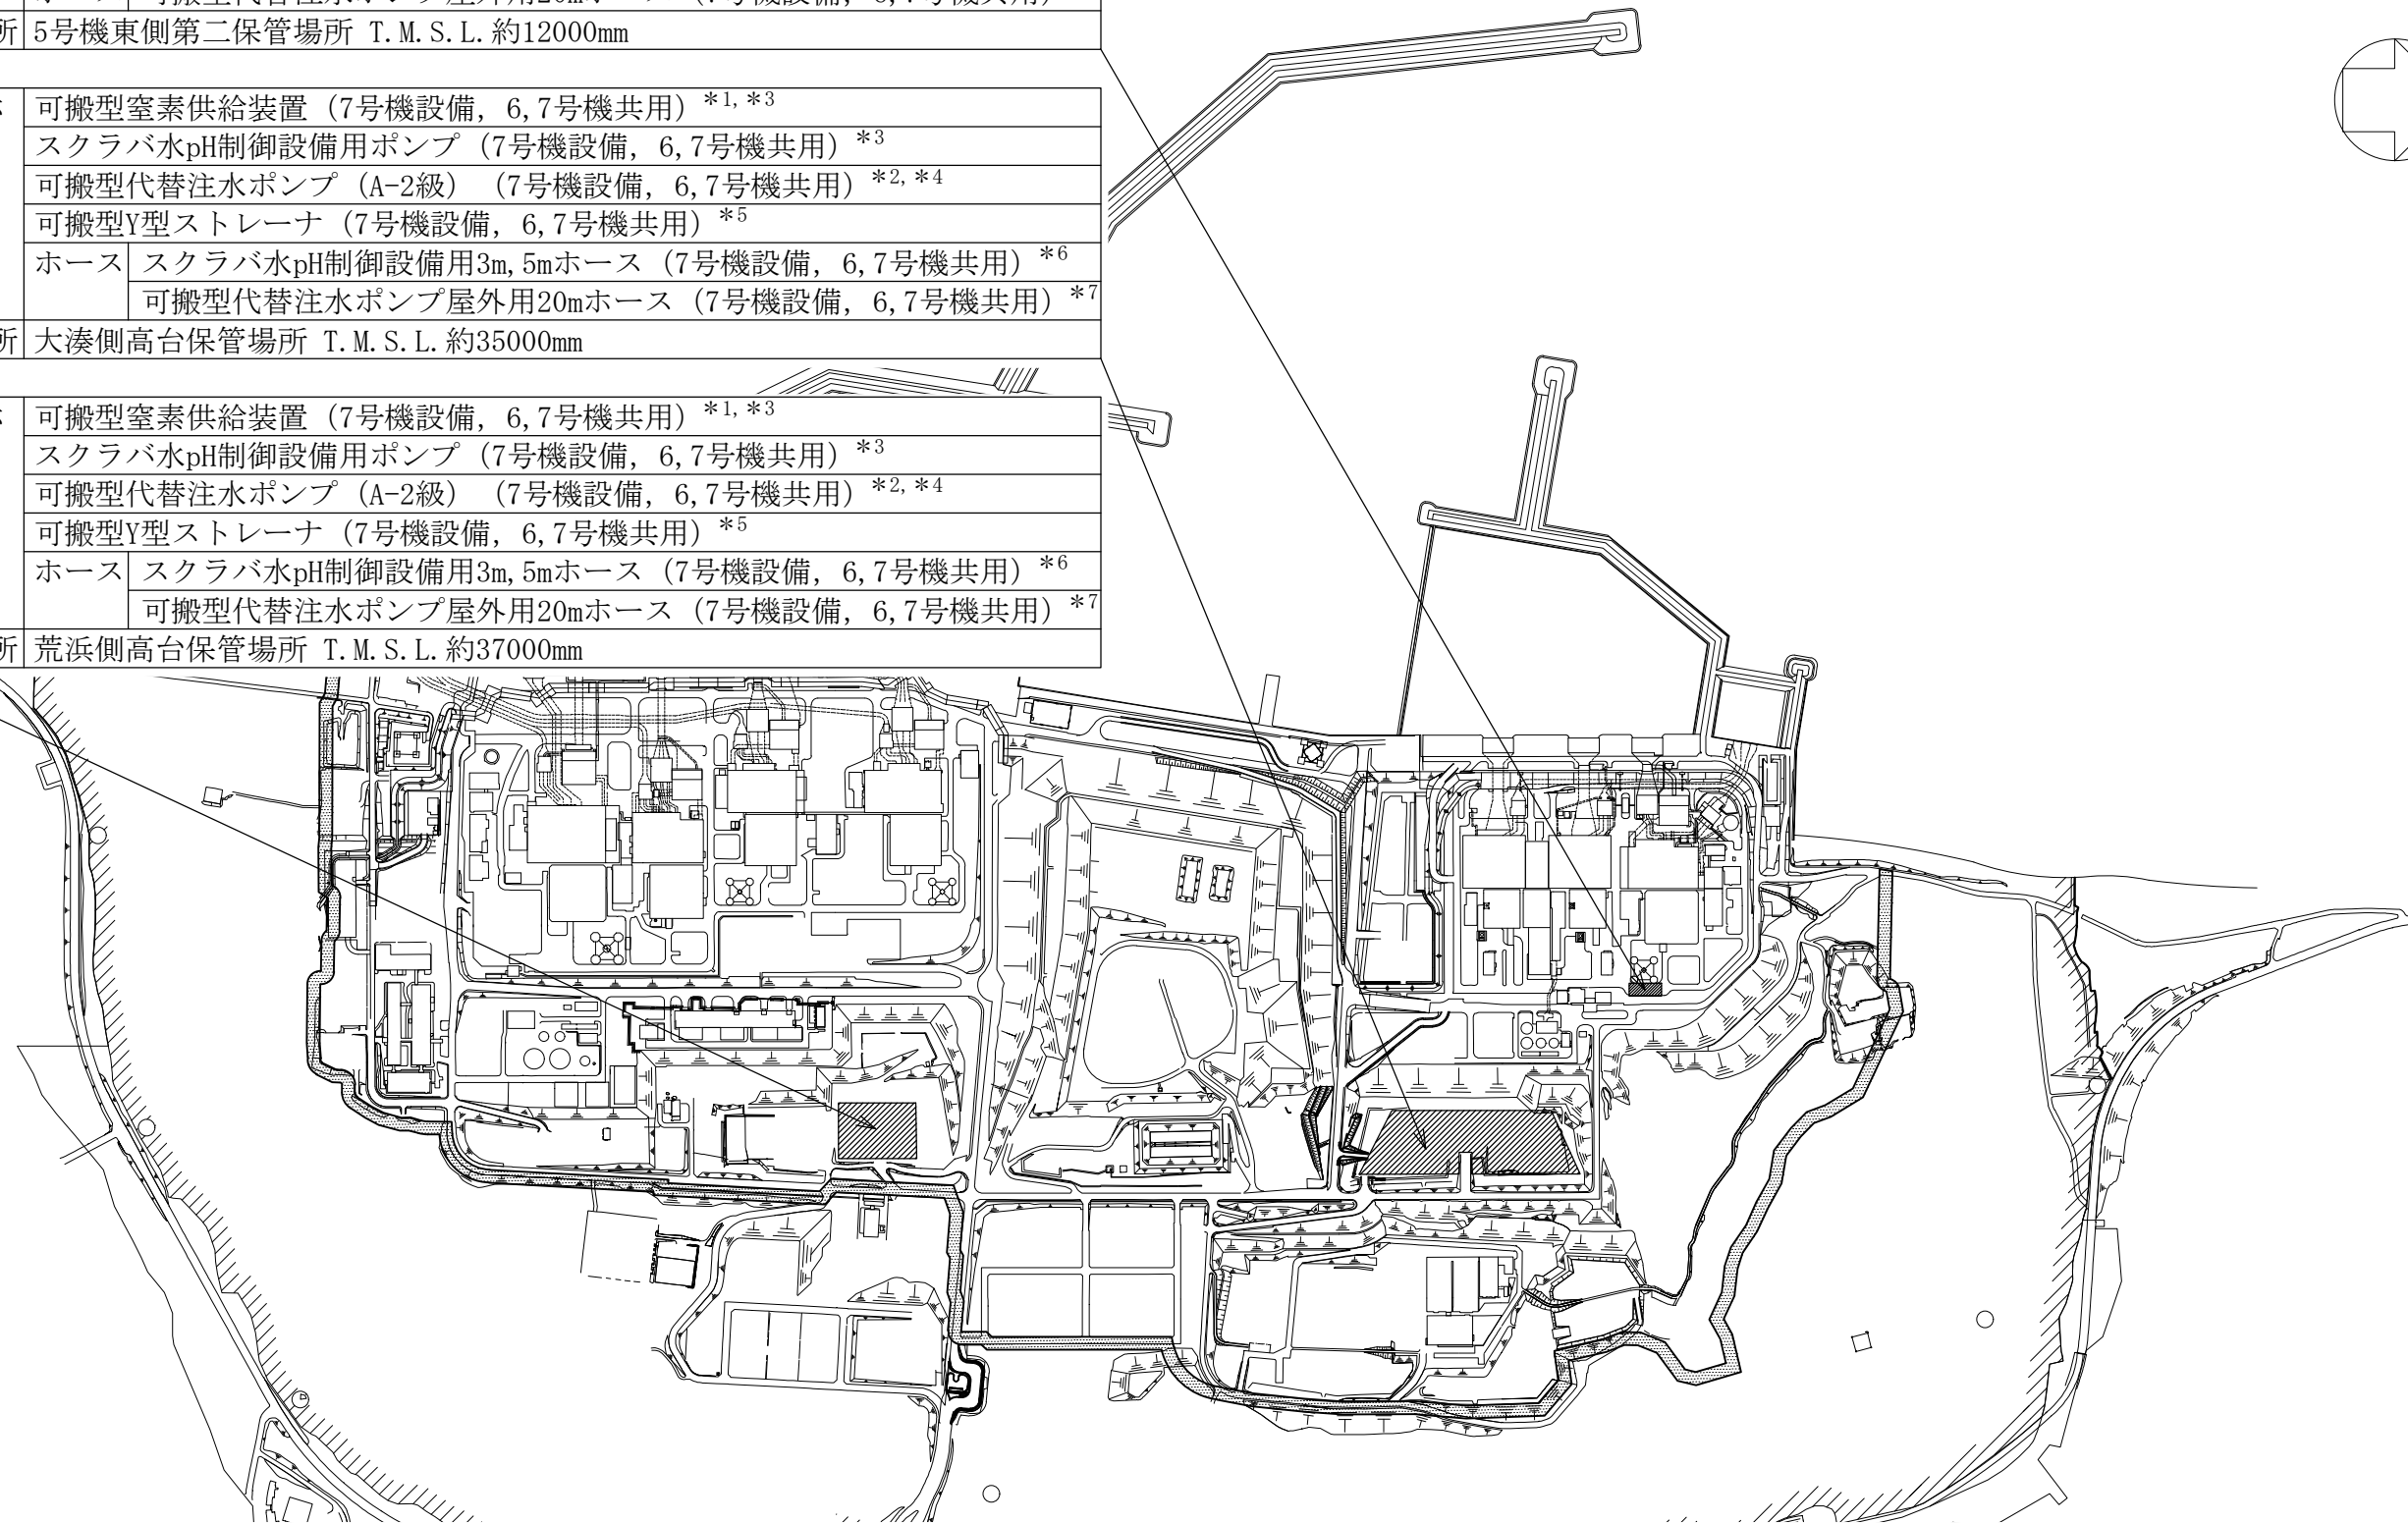 所 5号機東側第二保管場所 T.M.S.L.約12000mm
可搬型窒素供給装置(7号機設備, 6,7号機共用)*1,*3
スクラバ水pH制御設備用ポンプ(7号機設備, 6,7号機共用)*3
可搬型代替注水ポンプ(A-2級) (7号機設備, 6,7号機共用)*2,*4
可搬型Y型ストレーナ(7号機設備, 6,7号機共用)*5
ホース スクラバ水pH制御設備用3m,5mホース(7号機設備, 6,7号機共用)*6
可搬型代替注水ポンプ屋外用20mホース(7号機設備, 6,7号機共用)*7
所 大湊側高台保管場所 T.M.S.L.約35000mm
可搬型窒素供給装置(7号機設備, 6,7号機共用)*1,*3
スクラバ水pH制御設備用ポンプ(7号機設備, 6,7号機共用)*3
可搬型代替注水ポンプ(A-2級) (7号機設備, 6,7号機共用)*2,*4
可搬型Y型ストレーナ(7号機設備, 6,7号機共用)*5
ホース スクラバ水pH制御設備用3m,5mホース(7号機設備, 6,7号機共用)*6
可搬型代替注水ポンプ屋外用20mホース(7号機設備, 6,7号機共用)*7
所 荒浜側高台保管場所 T.M.S.L.約37000mm